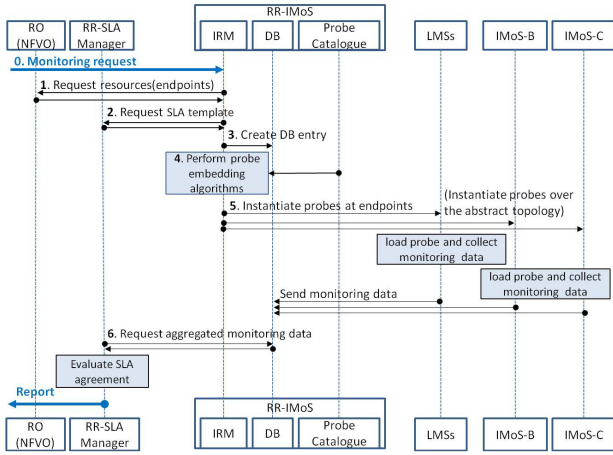 RR-IMoS
RO
(NFVO)
RR-SLA
Manager
IRM
DB
Probe
Catalogue
LMSs
IMoS-B
IMoS-C
0. Monitoring request
1. Request resources(endpoints)
2. Request SLA template
3. Create DB entry
4. Perform probe
embedding
algorithms
5. Instantiate probes at endpoints
(Instantiate probes over
the abstract topology)
load probe and collect
monitoring data
load probe and collect
monitoring data
Send monitoring data
6. Request aggregated monitoring data
Evaluate SLA
agreement
Report
RR-IMoS
RO
(NFVO)
RR-SLA
Manager
IRM
DB
Probe
Catalogue
LMSs
IMoS-B
IMoS-C